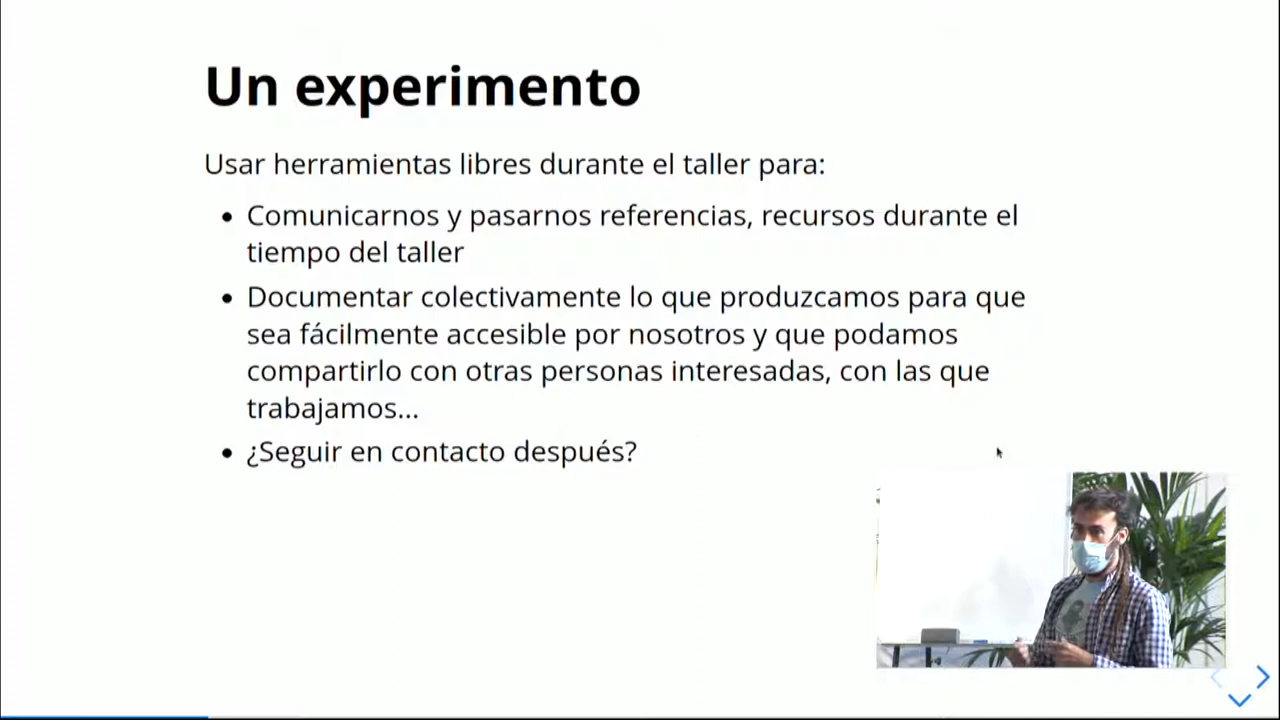 Un experimento
Usar herramientas libres durante el taller para:
• Comunicarnos y pasarnos referencias, recursos durante el
tiempo del taller
• Documentar colectivamente lo que produzcamos para que
sea fácilmente accesible por nosotros y que podamos
compartirlo con otras personas interesadas, con las que
trabajamos...
• ¿Seguir en contacto después?